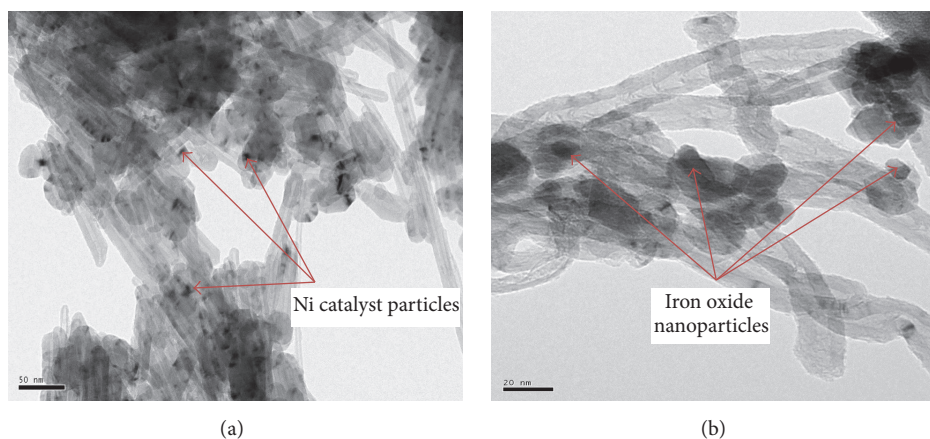 Ni catalyst particles
50 nm
(a)
Iron oxide
nanoparticles
20 nm
(b)